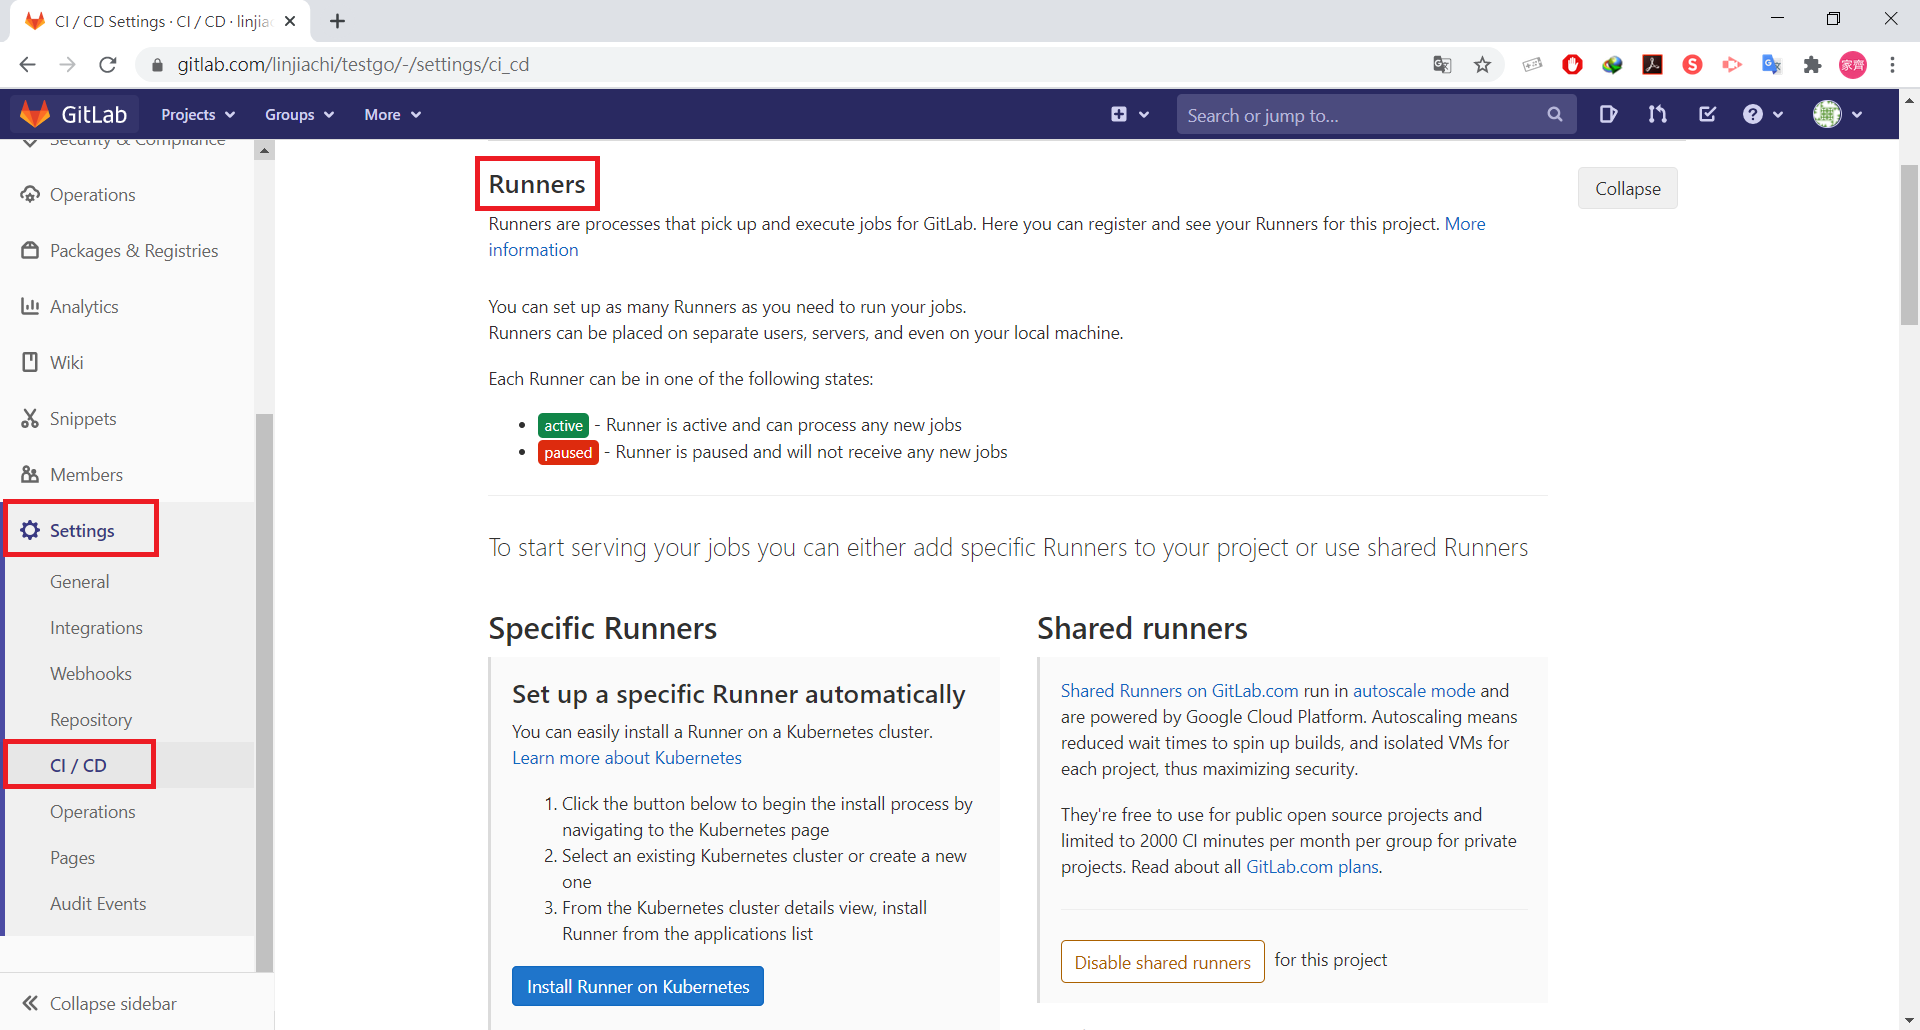 CI / CD Settings · CI / CD · linjia
gitlab.com/linjiachi/testgo/-/settings/ci_cd
家齊
GitLab
Projects
Groups
More
Search or jump to...
Security & Compliance
Operations
Packages & Registries
Analytics
Wiki
Snippets
Members
Settings
General
Integrations
Webhooks
Repository
CI / CD
Operations
Pages
Audit Events
Collapse sidebar
Runners
Collapse
Runners are processes that pick up and execute jobs for GitLab. Here you can register and see your Runners for this project. More
information
You can set up as many Runners as you need to run your jobs.
Runners can be placed on separate users, servers, and even on your local machine.
Each Runner can be in one of the following states:
• active - Runner is active and can process any new jobs
• paused - Runner is paused and will not receive any new jobs
To start serving your jobs you can either add specific Runners to your project or use shared Runners
Specific Runners
Set up a specific Runner automatically
You can easily install a Runner on a Kubernetes cluster.
Learn more about Kubernetes
1. Click the button below to begin the install process by
navigating to the Kubernetes page
2. Select an existing Kubernetes cluster or create a new
one
3. From the Kubernetes cluster details view, install
Runner from the applications list
Install Runner on Kubernetes
Shared runners
Shared Runners on GitLab.com run in autoscale mode and
are powered by Google Cloud Platform. Autoscaling means
reduced wait times to spin up builds, and isolated VMs for
each project, thus maximizing security.
They're free to use for public open source projects and
limited to 2000 CI minutes per month per group for private
projects. Read about all GitLab.com plans.
Disable shared runners for this project